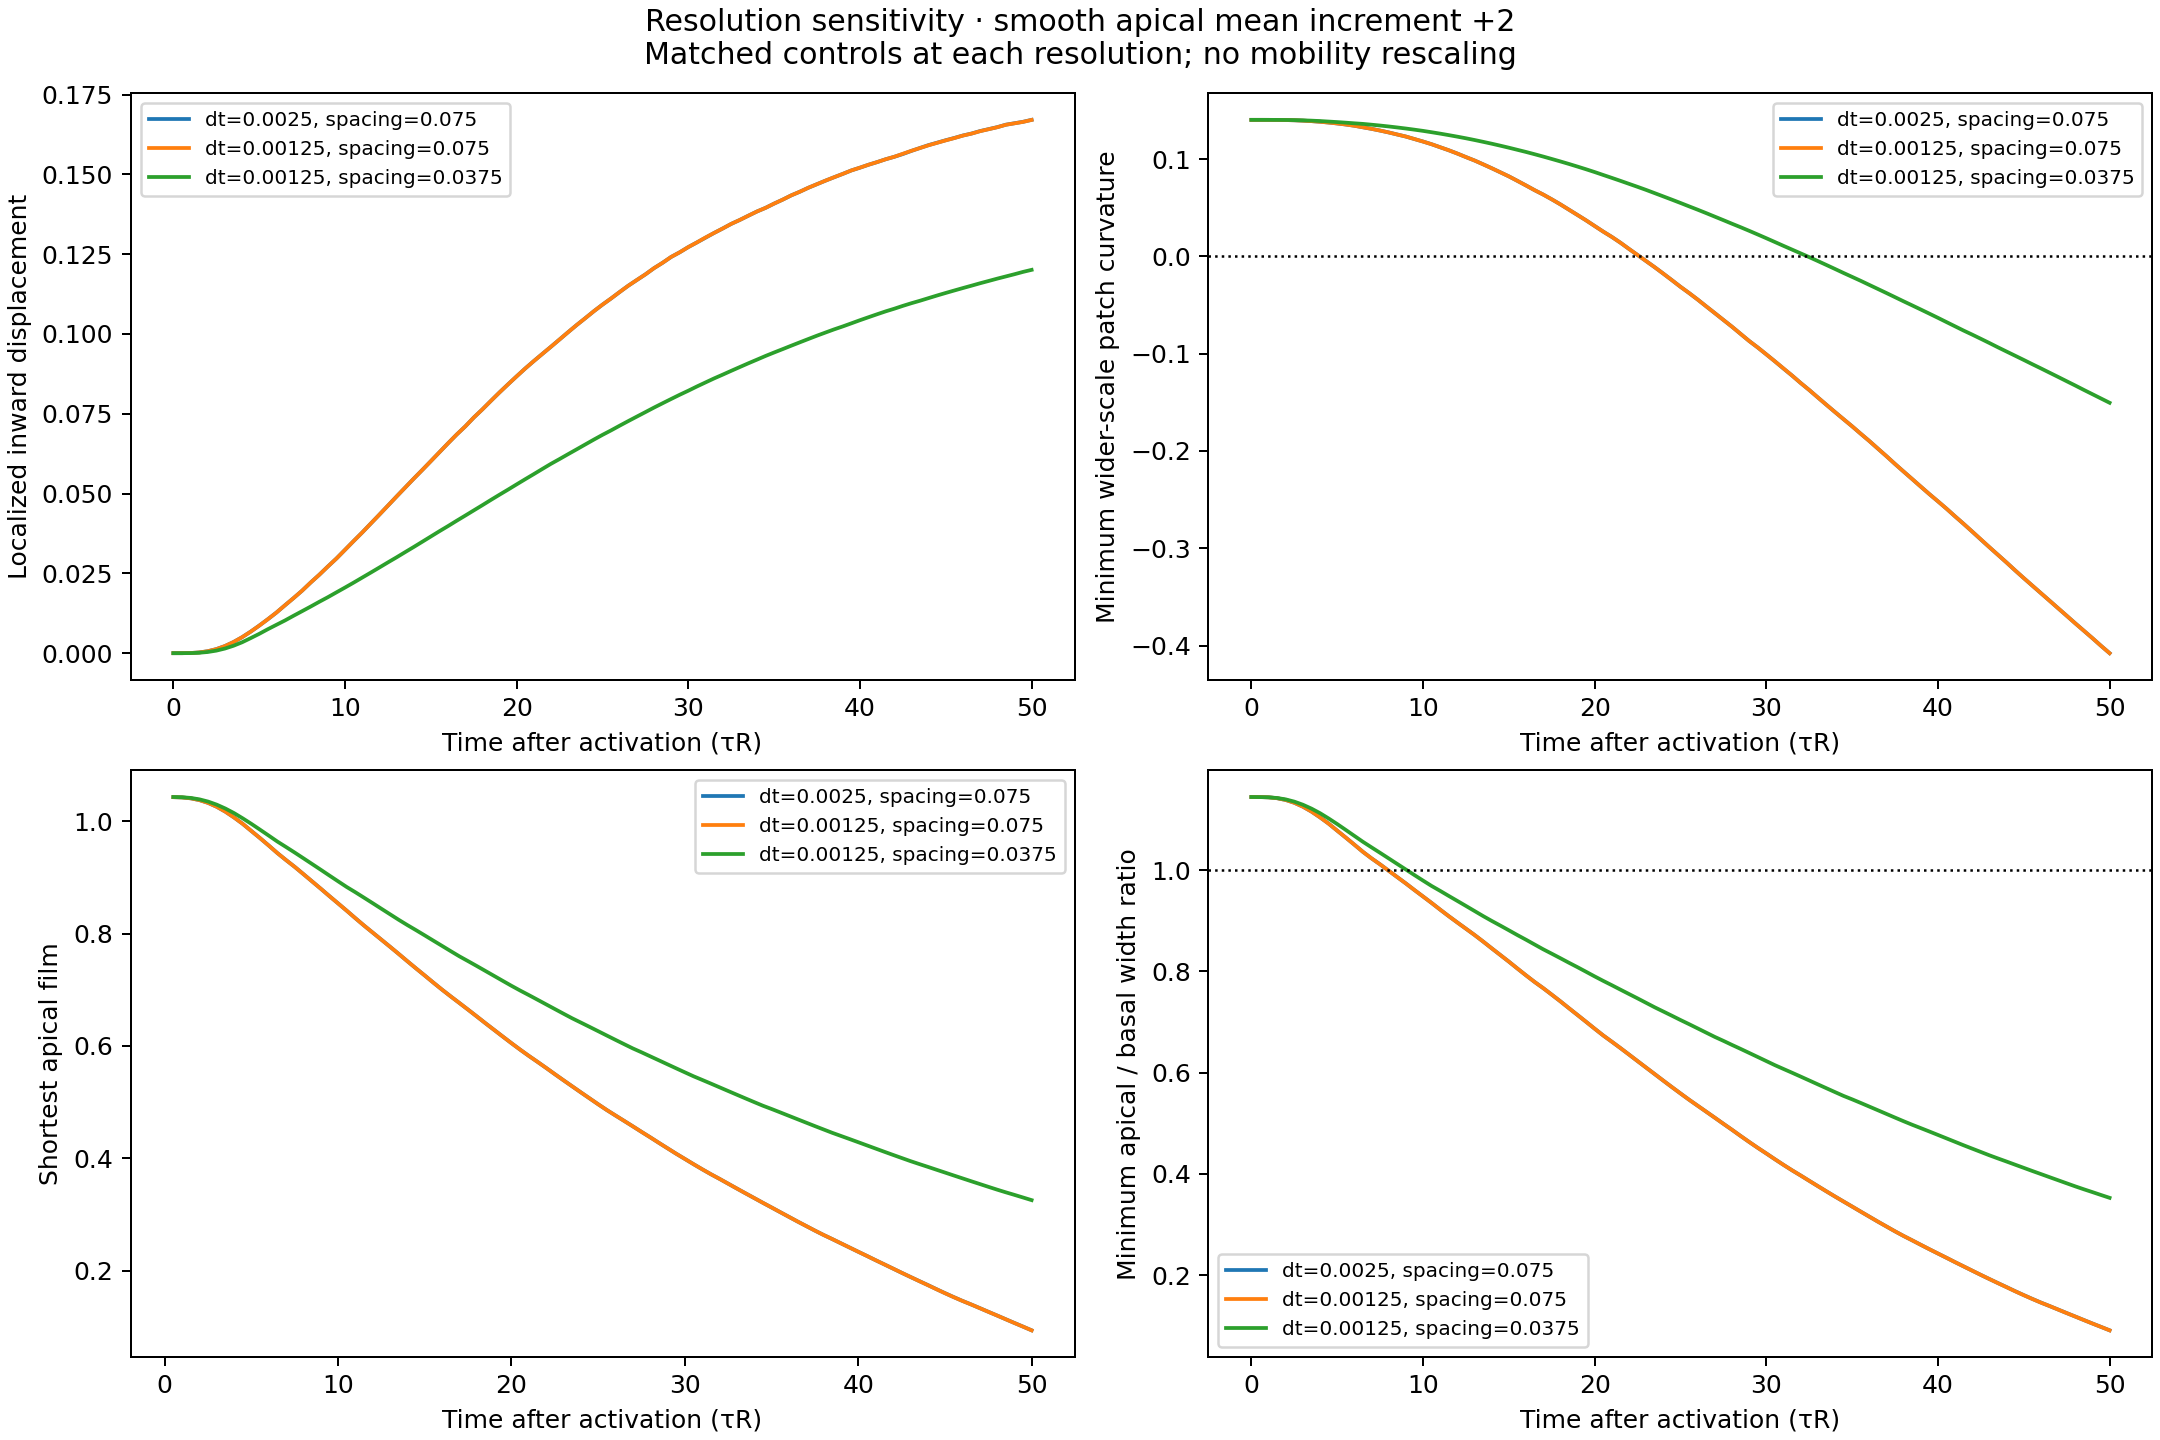 Resolution sensitivity · smooth apical mean increment +2
Matched controls at each resolution; no mobility rescaling
Localized inward displacement
0.175
0.150
0.125
0.100
0.075
0.050
0.025
0.000
dt=0.0025, spacing=0.075
dt=0.00125, spacing=0.075
dt=0.00125, spacing=0.0375
0 10 20 30 40 50
Time after activation (τR)
Minimum wider-scale patch curvature
0.1
0.0
−0.1
−0.2
−0.3
−0.4
dt=0.0025, spacing=0.075
dt=0.00125, spacing=0.075
dt=0.00125, spacing=0.0375
0 10 20 30 40 50
Time after activation (τR)
Shortest apical film
1.0
0.8
0.6
0.4
0.2
dt=0.0025, spacing=0.075
dt=0.00125, spacing=0.075
dt=0.00125, spacing=0.0375
0 10 20 30 40 50
Time after activation (τR)
Minimum apical / basal width ratio
1.0
0.8
0.6
0.4
0.2
dt=0.0025, spacing=0.075
dt=0.00125, spacing=0.075
dt=0.00125, spacing=0.0375
0 10 20 30 40 50
Time after activation (τR)